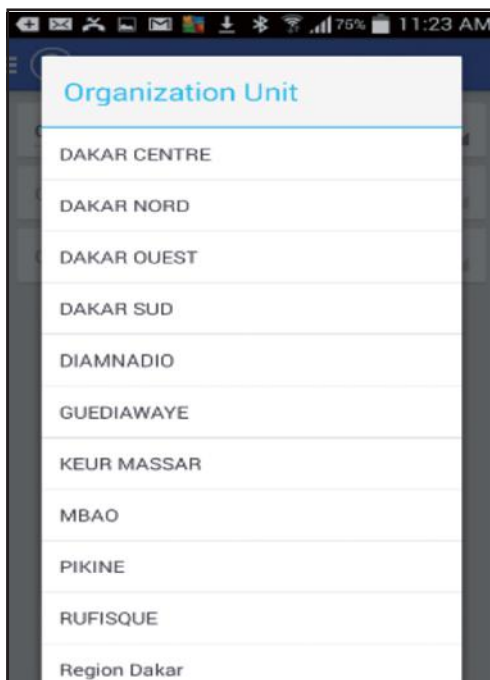 75% 11:23 AM
Organization Unit
DAKAR CENTRE
DAKAR NORD
DAKAR OUEST
DAKAR SUD
DIAMNADIO
GUEDIAWAYE
KEUR MASSAR
MBAO
PIKINE
RUFISQUE
Region Dakar